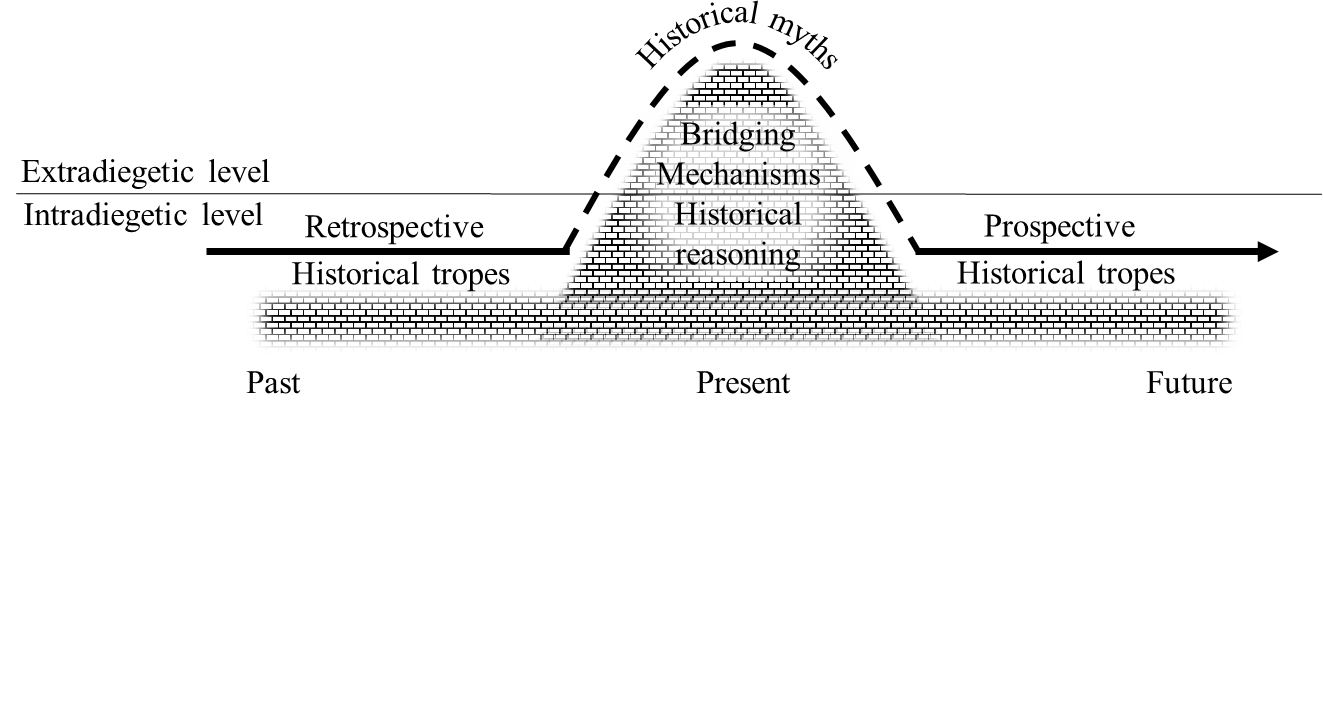 Historical myths
Bridging
Mechanisms
Extradiegetic level
Intradiegetic level
Historical
reasoning
Retrospective
Prospective
Historical tropes
Historical tropes
Past
Present
Future